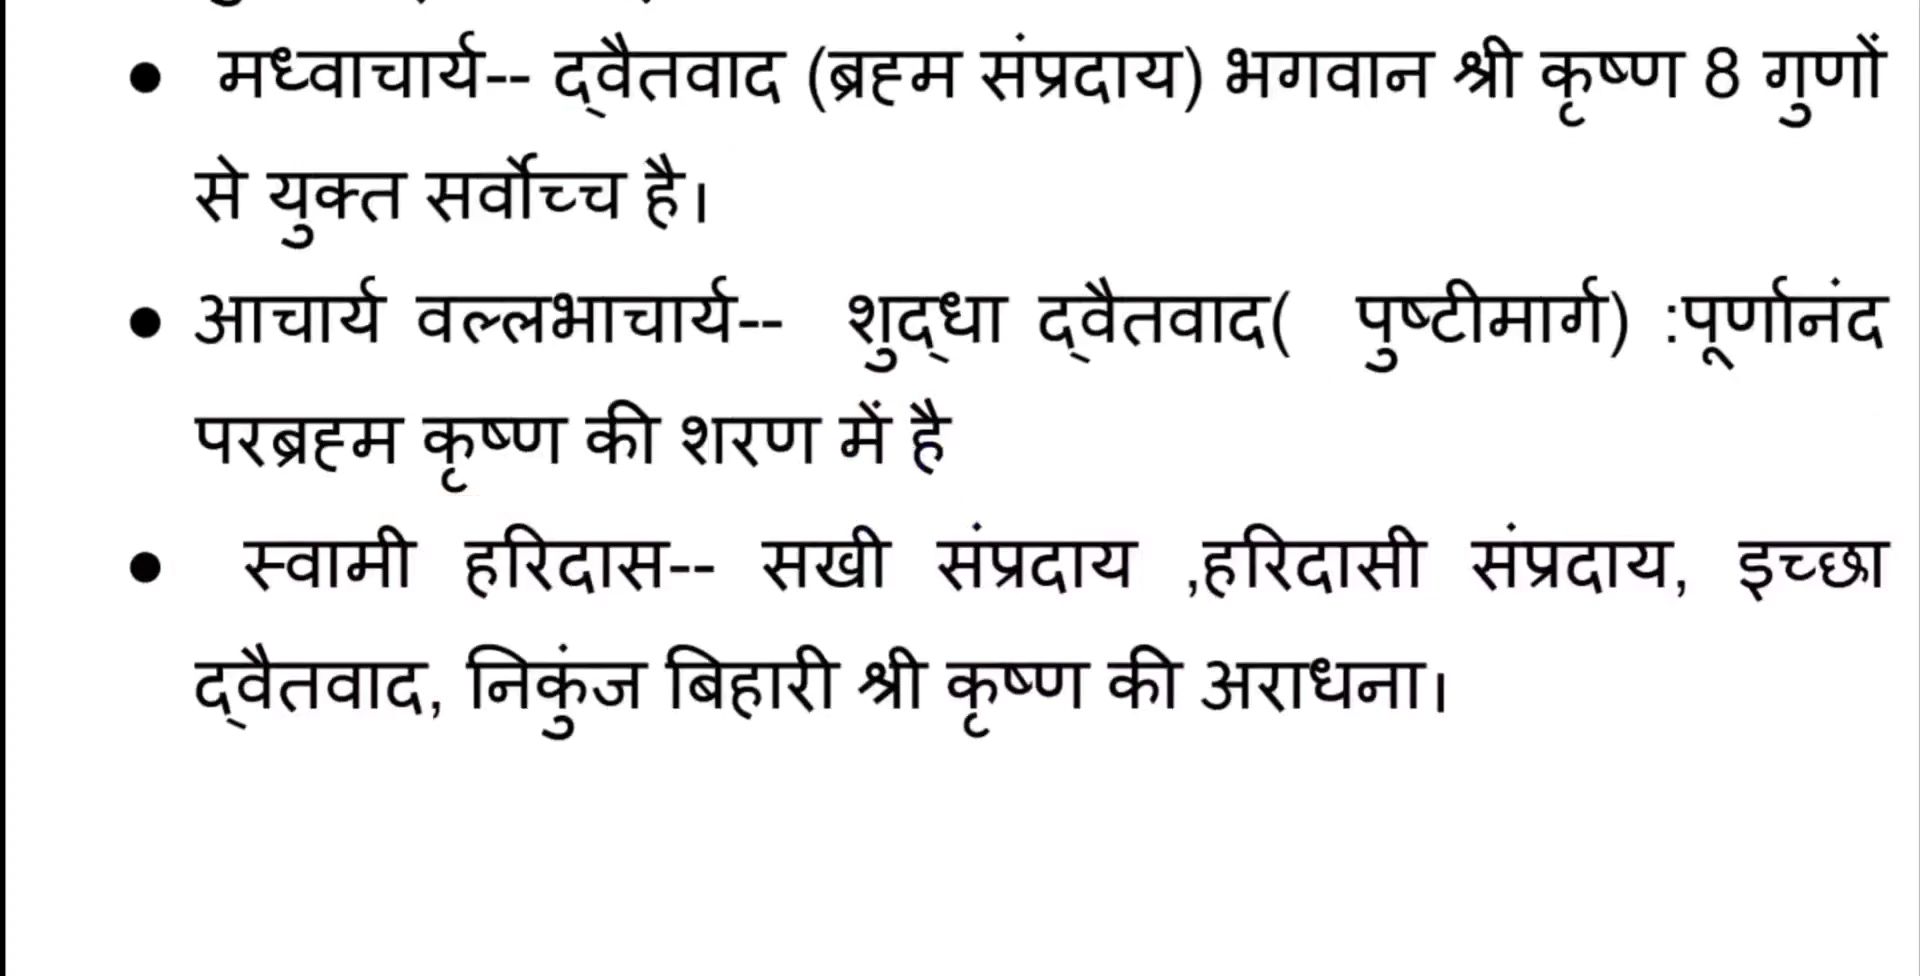 ● मध्वाचार्य-- द्वैतवाद (ब्रह्म संप्रदाय) भगवान श्री कृष्ण 8 गुणों
से युक्त सर्वोच्च है।
● आचार्य वल्लभाचार्य-- शुद्धा द्वैतवाद( पुष्टीमार्ग) :पूर्णानंद
परब्रह्म कृष्ण की शरण में है
● स्वामी हरिदास-- सखी संप्रदाय ,हरिदासी संप्रदाय, इच्छा
द्वैतवाद, निकुंज बिहारी श्री कृष्ण की अराधना।